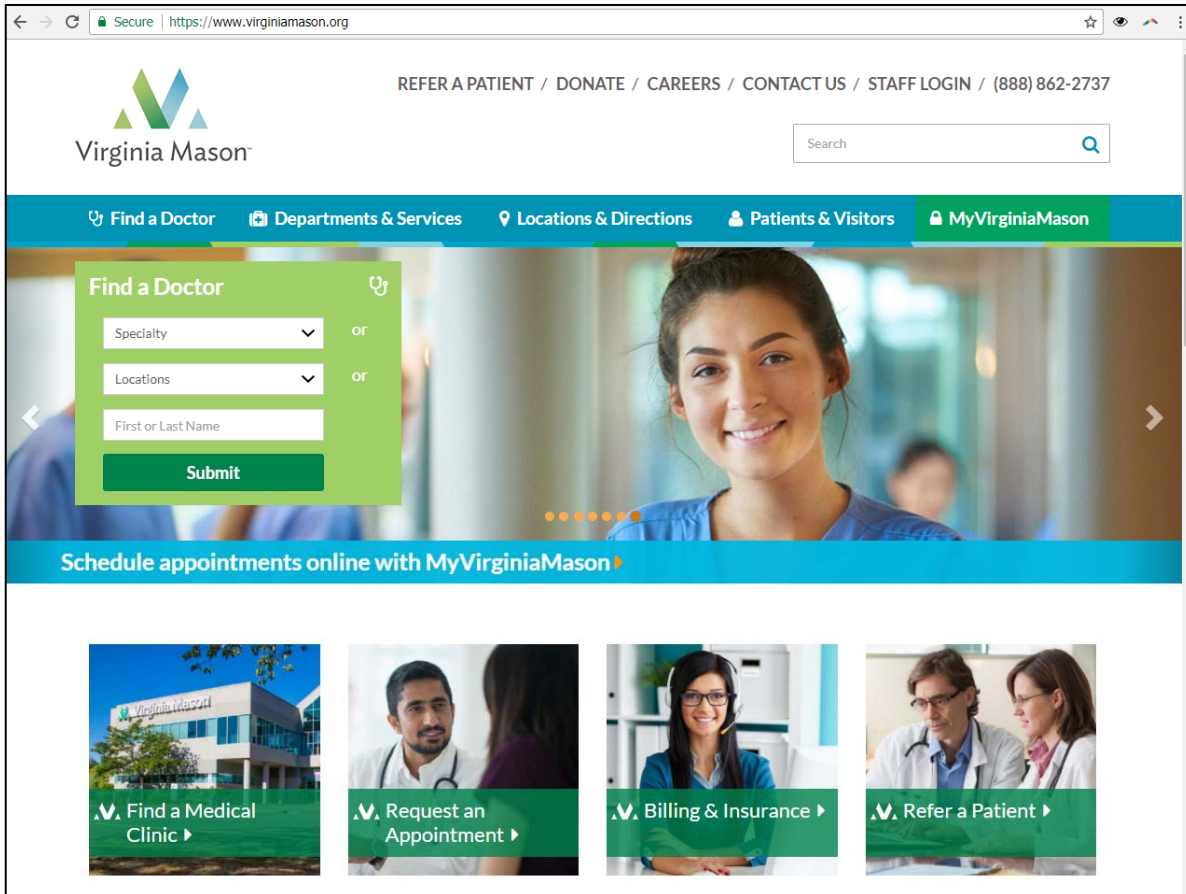 Secure | https://www.virginiamason.org
REFER A PATIENT / DONATE / CAREERS / CONTACT US / STAFF LOGIN / (888) 862-2737
Virginia Mason™
Search
Find a Doctor
Departments & Services
Locations & Directions
Patients & Visitors
MyVirginiaMason
Find a Doctor
Specialty
or
Locations
or
First or Last Name
Submit
Schedule appointments online with MyVirginiaMason
Virginia Mason
Find a Medical
Clinic
Request an
Appointment
Billing & Insurance
Refer a Patient